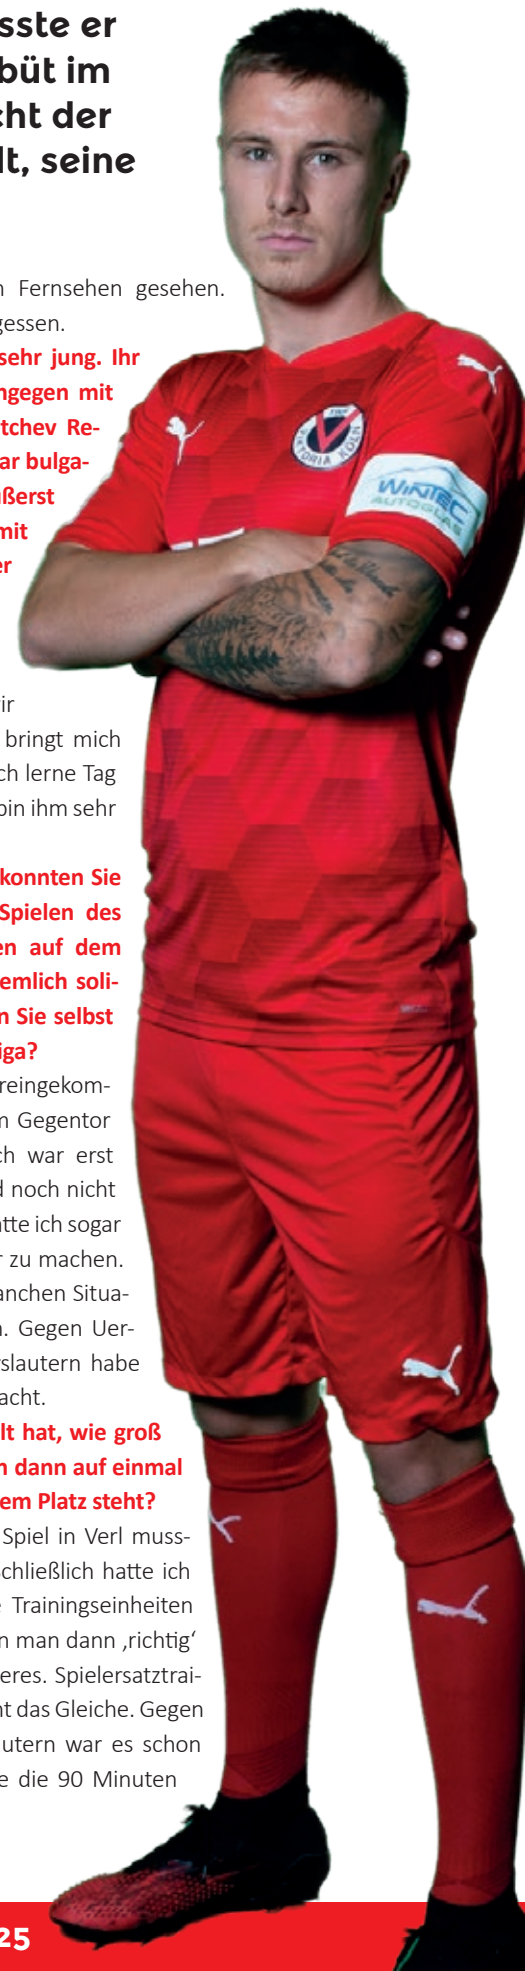 sste er
büt im
cht der
lt, seine
n Fernsehen gesehen.
gessen.
sehr jung. Ihr
ngegen mit
tchev Re-
ar bulga-
ußerst
mit
er
vir
bringt mich
ch lerne Tag
bin ihm sehr
konnten Sie
Spielen des
en auf dem
emlich soli-
n Sie selbst
iga?
reingekom-
m Gegentor
ch war erst
d noch nicht
atte ich sogar
r zu machen.
anchen Situa-
n. Gegen Uer-
rslautern habe
acht.
lt hat, wie groß
n dann auf einmal
em Platz steht?
Spiel in Verl muss-
chließlich hatte ich
e Trainingseinheiten
n man dann ‚richtig‘
eres. Spielersatztrai-
nt das Gleiche. Gegen
utern war es schon
e die 90 Minuten
VIKTORIA KÖLN
WINTEC
AUTOGLAS
25